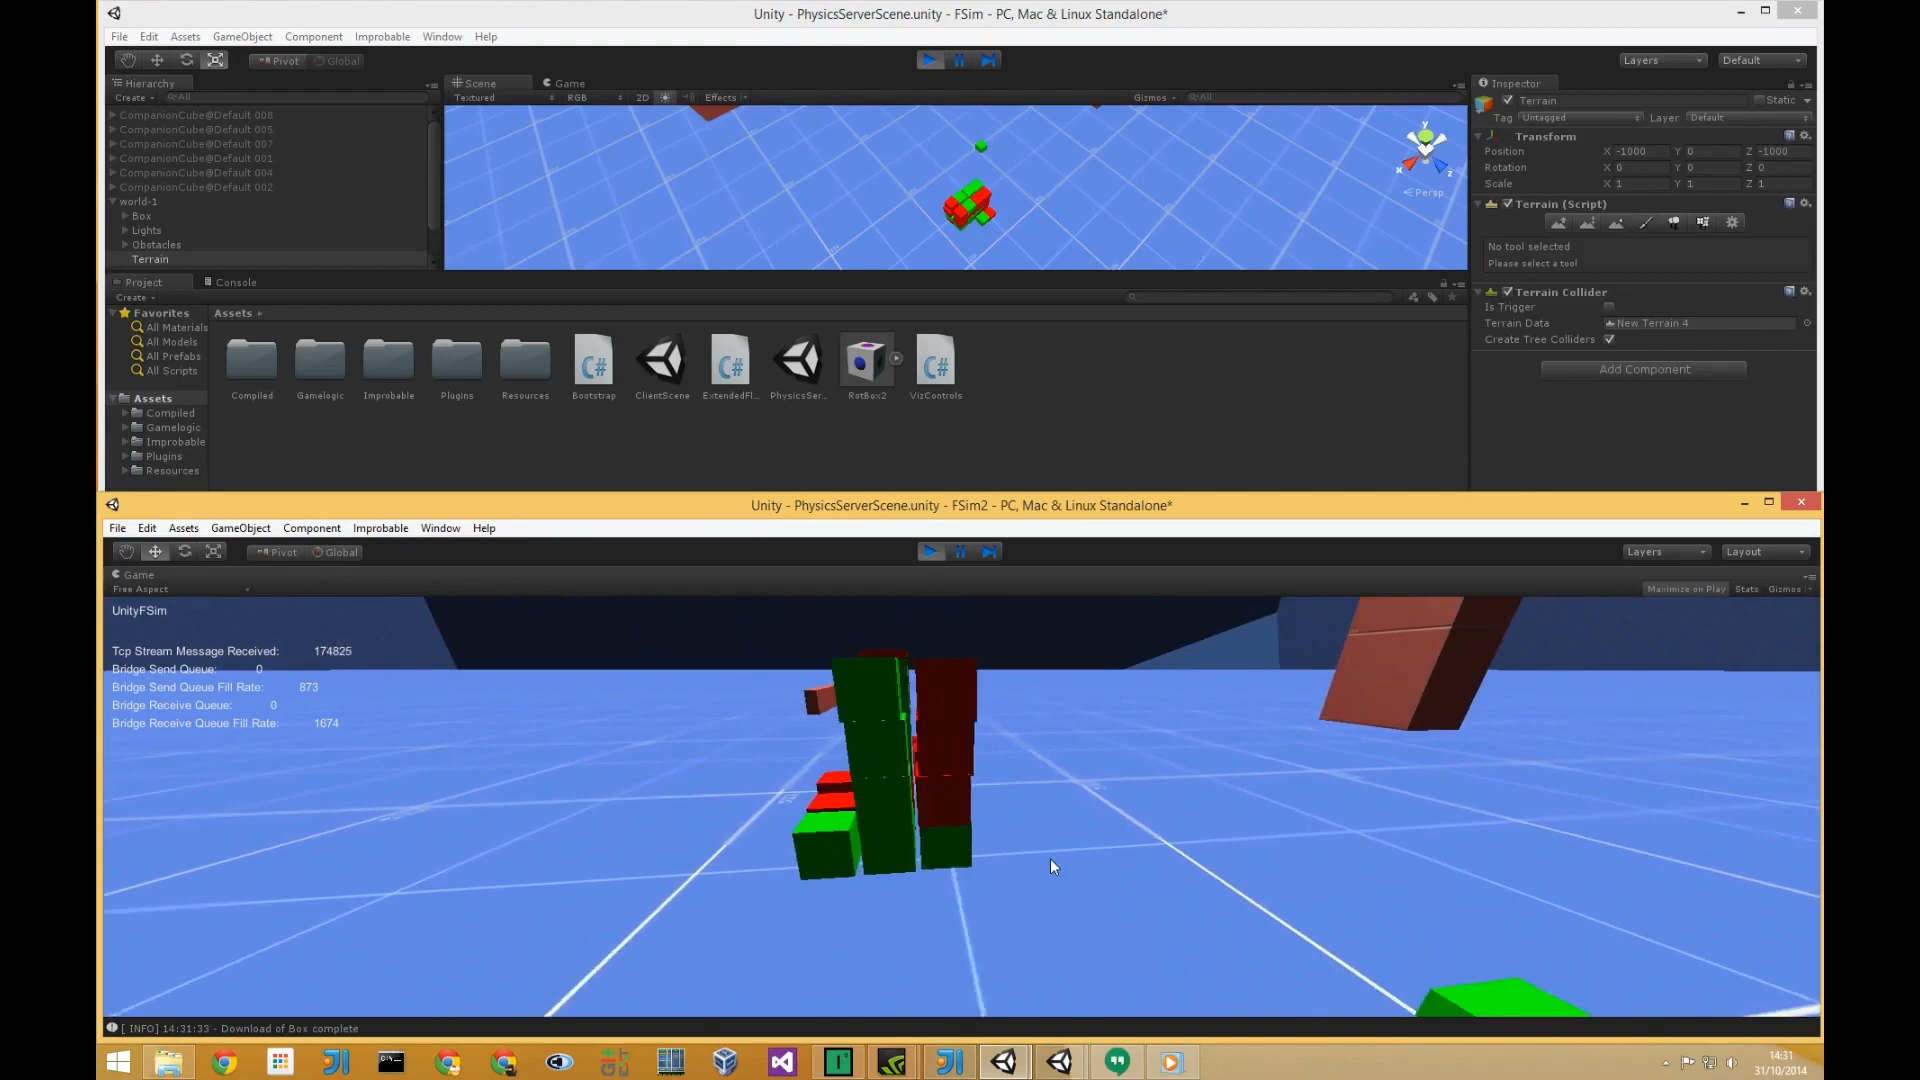 Unity - PhysicsServerScene.unity - FSim - PC, Mac & Linux Standalone*
File Edit Assets GameObject Component Improbable Window Help
Pivot Global Layers Default
Hierarchy
Create All
CompanionCube@Default 008
CompanionCube@Default 005
CompanionCube@Default 007
CompanionCube@Default 001
CompanionCube@Default 004
CompanionCube@Default 002
world-1
Box
Lights
Obstacles
Terrain
Scene Game
Textured RGB 2D Effects Gizmos All
y
x
z
Persp
Inspector
Terrain Static
Tag Untagged Layer Default
Transform
Position X -1000 Y 0 Z -1000
Rotation X 0 Y 0 Z 0
Scale X 1 Y 1 Z 1
Terrain (Script)
No tool selected
Please select a tool
Terrain Collider
Is Trigger
Terrain Data New Terrain 4
Create Tree Colliders
Add Component
Project Console
Create
Favorites
All Materials
All Models
All Prefabs
All Scripts
Assets
Compiled
Gamelogic
Improbable
Plugins
Resources
Assets
Compiled Gamelogic Improbable Plugins Resources Bootstrap ClientScene ExtendedFl... PhysicsSer... RotBox2 VizControls
Unity - PhysicsServerScene.unity - FSim2 - PC, Mac & Linux Standalone*
File Edit Assets GameObject Component Improbable Window Help
Pivot Global Layers Layout
Game
Free Aspect Maximize on Play Stats Gizmos
UnityFSim
Tcp Stream Message Received: 174825
Bridge Send Queue: 0
Bridge Send Queue Fill Rate: 873
Bridge Receive Queue: 0
Bridge Receive Queue Fill Rate: 1674
[ INFO] 14:31:33 - Download of Box complete
14:31
31/10/2014